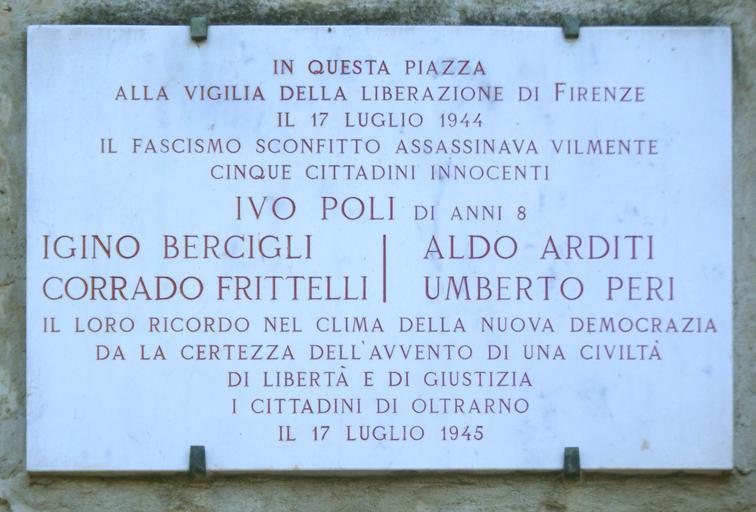 IN QUESTA PIAZZA
ALLA VIGILIA DELLA LIBERAZIONE DI FIRENZE
IL 17 LUGLIO 1944
IL FASCISMO SCONFITTO ASSASSINAVA VILMENTE
CINQUE CITTADINI INNOCENTI
IVO POLI DI ANNI 8
IGINO BERCIGLI ALDO ARDITI
CORRADO FRITTELLI UMBERTO PERI
IL LORO RICORDO NEL CLIMA DELLA NUOVA DEMOCRAZIA
DA LA CERTEZZA DELL'AVVENTO DI UNA CIVILTÀ
DI LIBERTÀ E DI GIUSTIZIA
I CITTADINI DI OLTRARNO
IL 17 LUGLIO 1945